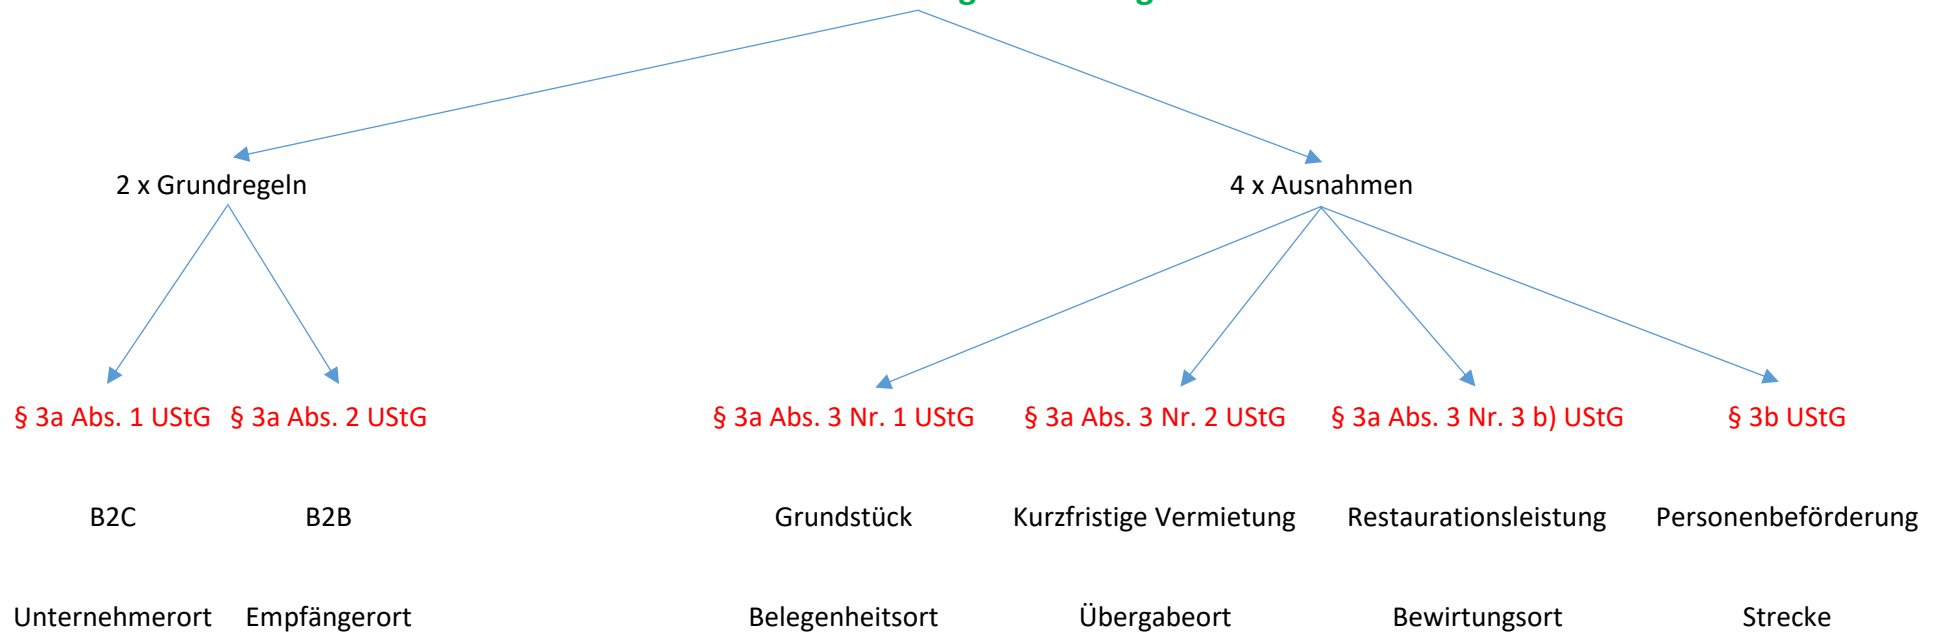 2 x Grundregeln 4 x Ausnahmen
§ 3a Abs. 1 UStG § 3a Abs. 2 UStG § 3a Abs. 3 Nr. 1 UStG § 3a Abs. 3 Nr. 2 UStG § 3a Abs. 3 Nr. 3 b) UStG § 3b UStG
B2C B2B Grundstück Kurzfristige Vermietung Restaurationsleistung Personenbeförderung
Unternehmerort Empfängerort Belegenheitsort Übergabeort Bewirtungsort Strecke